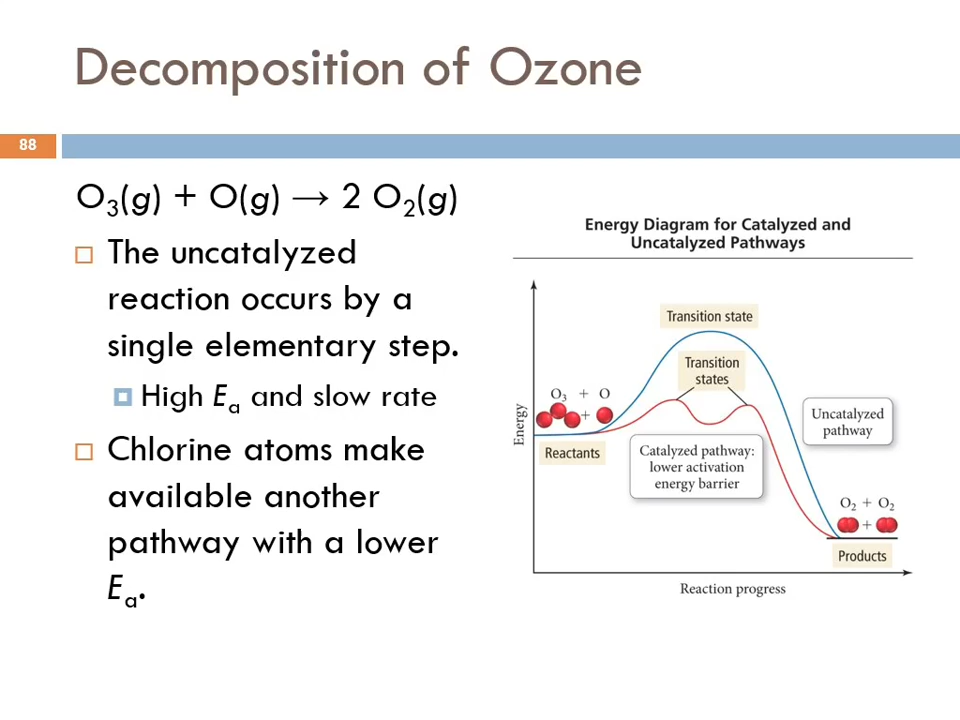 Decomposition of Ozone
88
O₃(g) + O(g) → 2 O₂(g)
The uncatalyzed
reaction occurs by a
single elementary step.
High Eₐ and slow rate
Chlorine atoms make
available another
pathway with a lower
Eₐ.
Energy Diagram for Catalyzed and
Uncatalyzed Pathways
Transition state
Transition
states
O₃ + O
+
Reactants
Energy
Catalyzed pathway:
lower activation
energy barrier
Uncatalyzed
pathway
O₂ + O₂
+
Products
Reaction progress